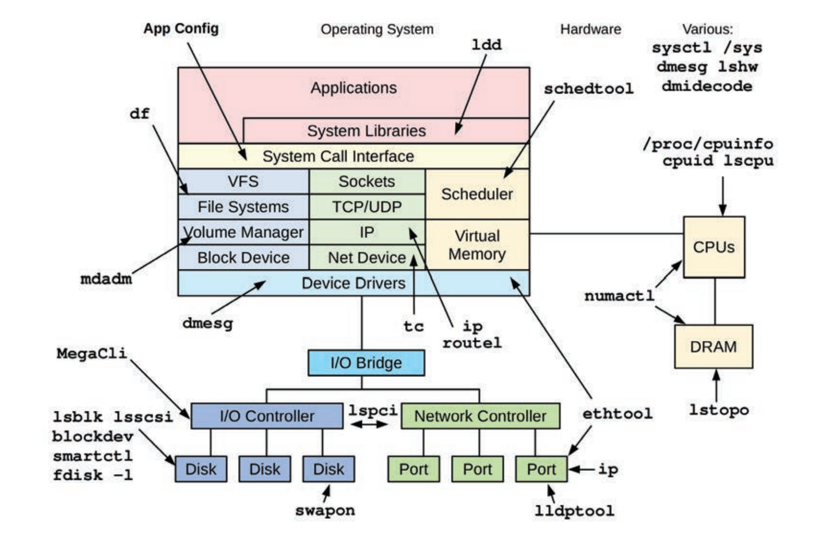 App Config
Operating System
Hardware
Various:
sysctl /sys
dmesg lshw
dmidecode
ldd
schedtool
df
Applications
System Libraries
System Call Interface
VFS
Sockets
Scheduler
File Systems
TCP/UDP
Volume Manager
IP
Virtual
Memory
Block Device
Net Device
Device Drivers
/proc/cpuinfo
cpuid lscpu
CPUs
numactl
DRAM
lstopo
mdadm
dmesg
tc
ip
routel
MegaCli
I/O Bridge
I/O Controller
lspci
Network Controller
ethtool
lsblk lsscsi
blockdev
smartctl
fdisk –l
Disk
Disk
Disk
Port
Port
Port
ip
swapon
lldptool